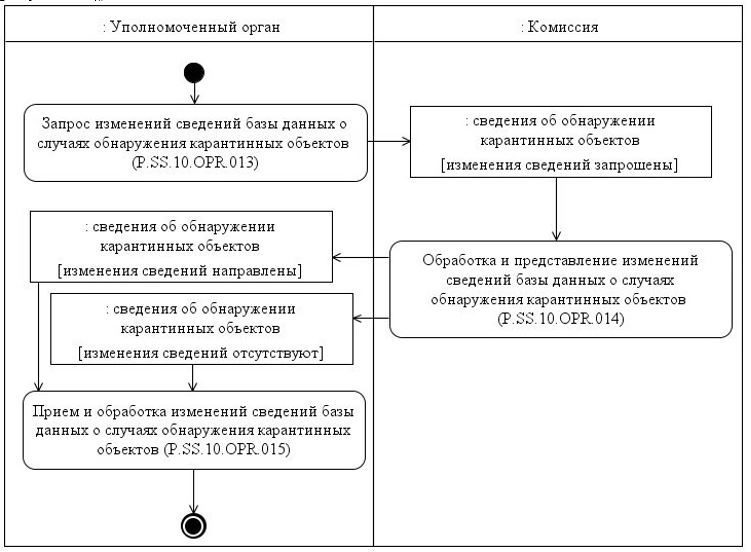 : Уполномоченный орган
: Комиссия
Запрос изменений сведений базы данных о
случаях обнаружения карантинных объектов
(P.SS.10.OPR.013)
: сведения об обнаружении
карантинных объектов
[изменения сведений запрошены]
: сведения об обнаружении
карантинных объектов
[изменения сведений направлены]
Обработка и представление изменений
сведений базы данных о случаях
обнаружения карантинных объектов
(P.SS.10.OPR.014)
: сведения об обнаружении
карантинных объектов
[изменения сведений отсутствуют]
Прием и обработка изменений сведений базы
данных о случаях обнаружения карантинных
объектов (P.SS.10.OPR.015)